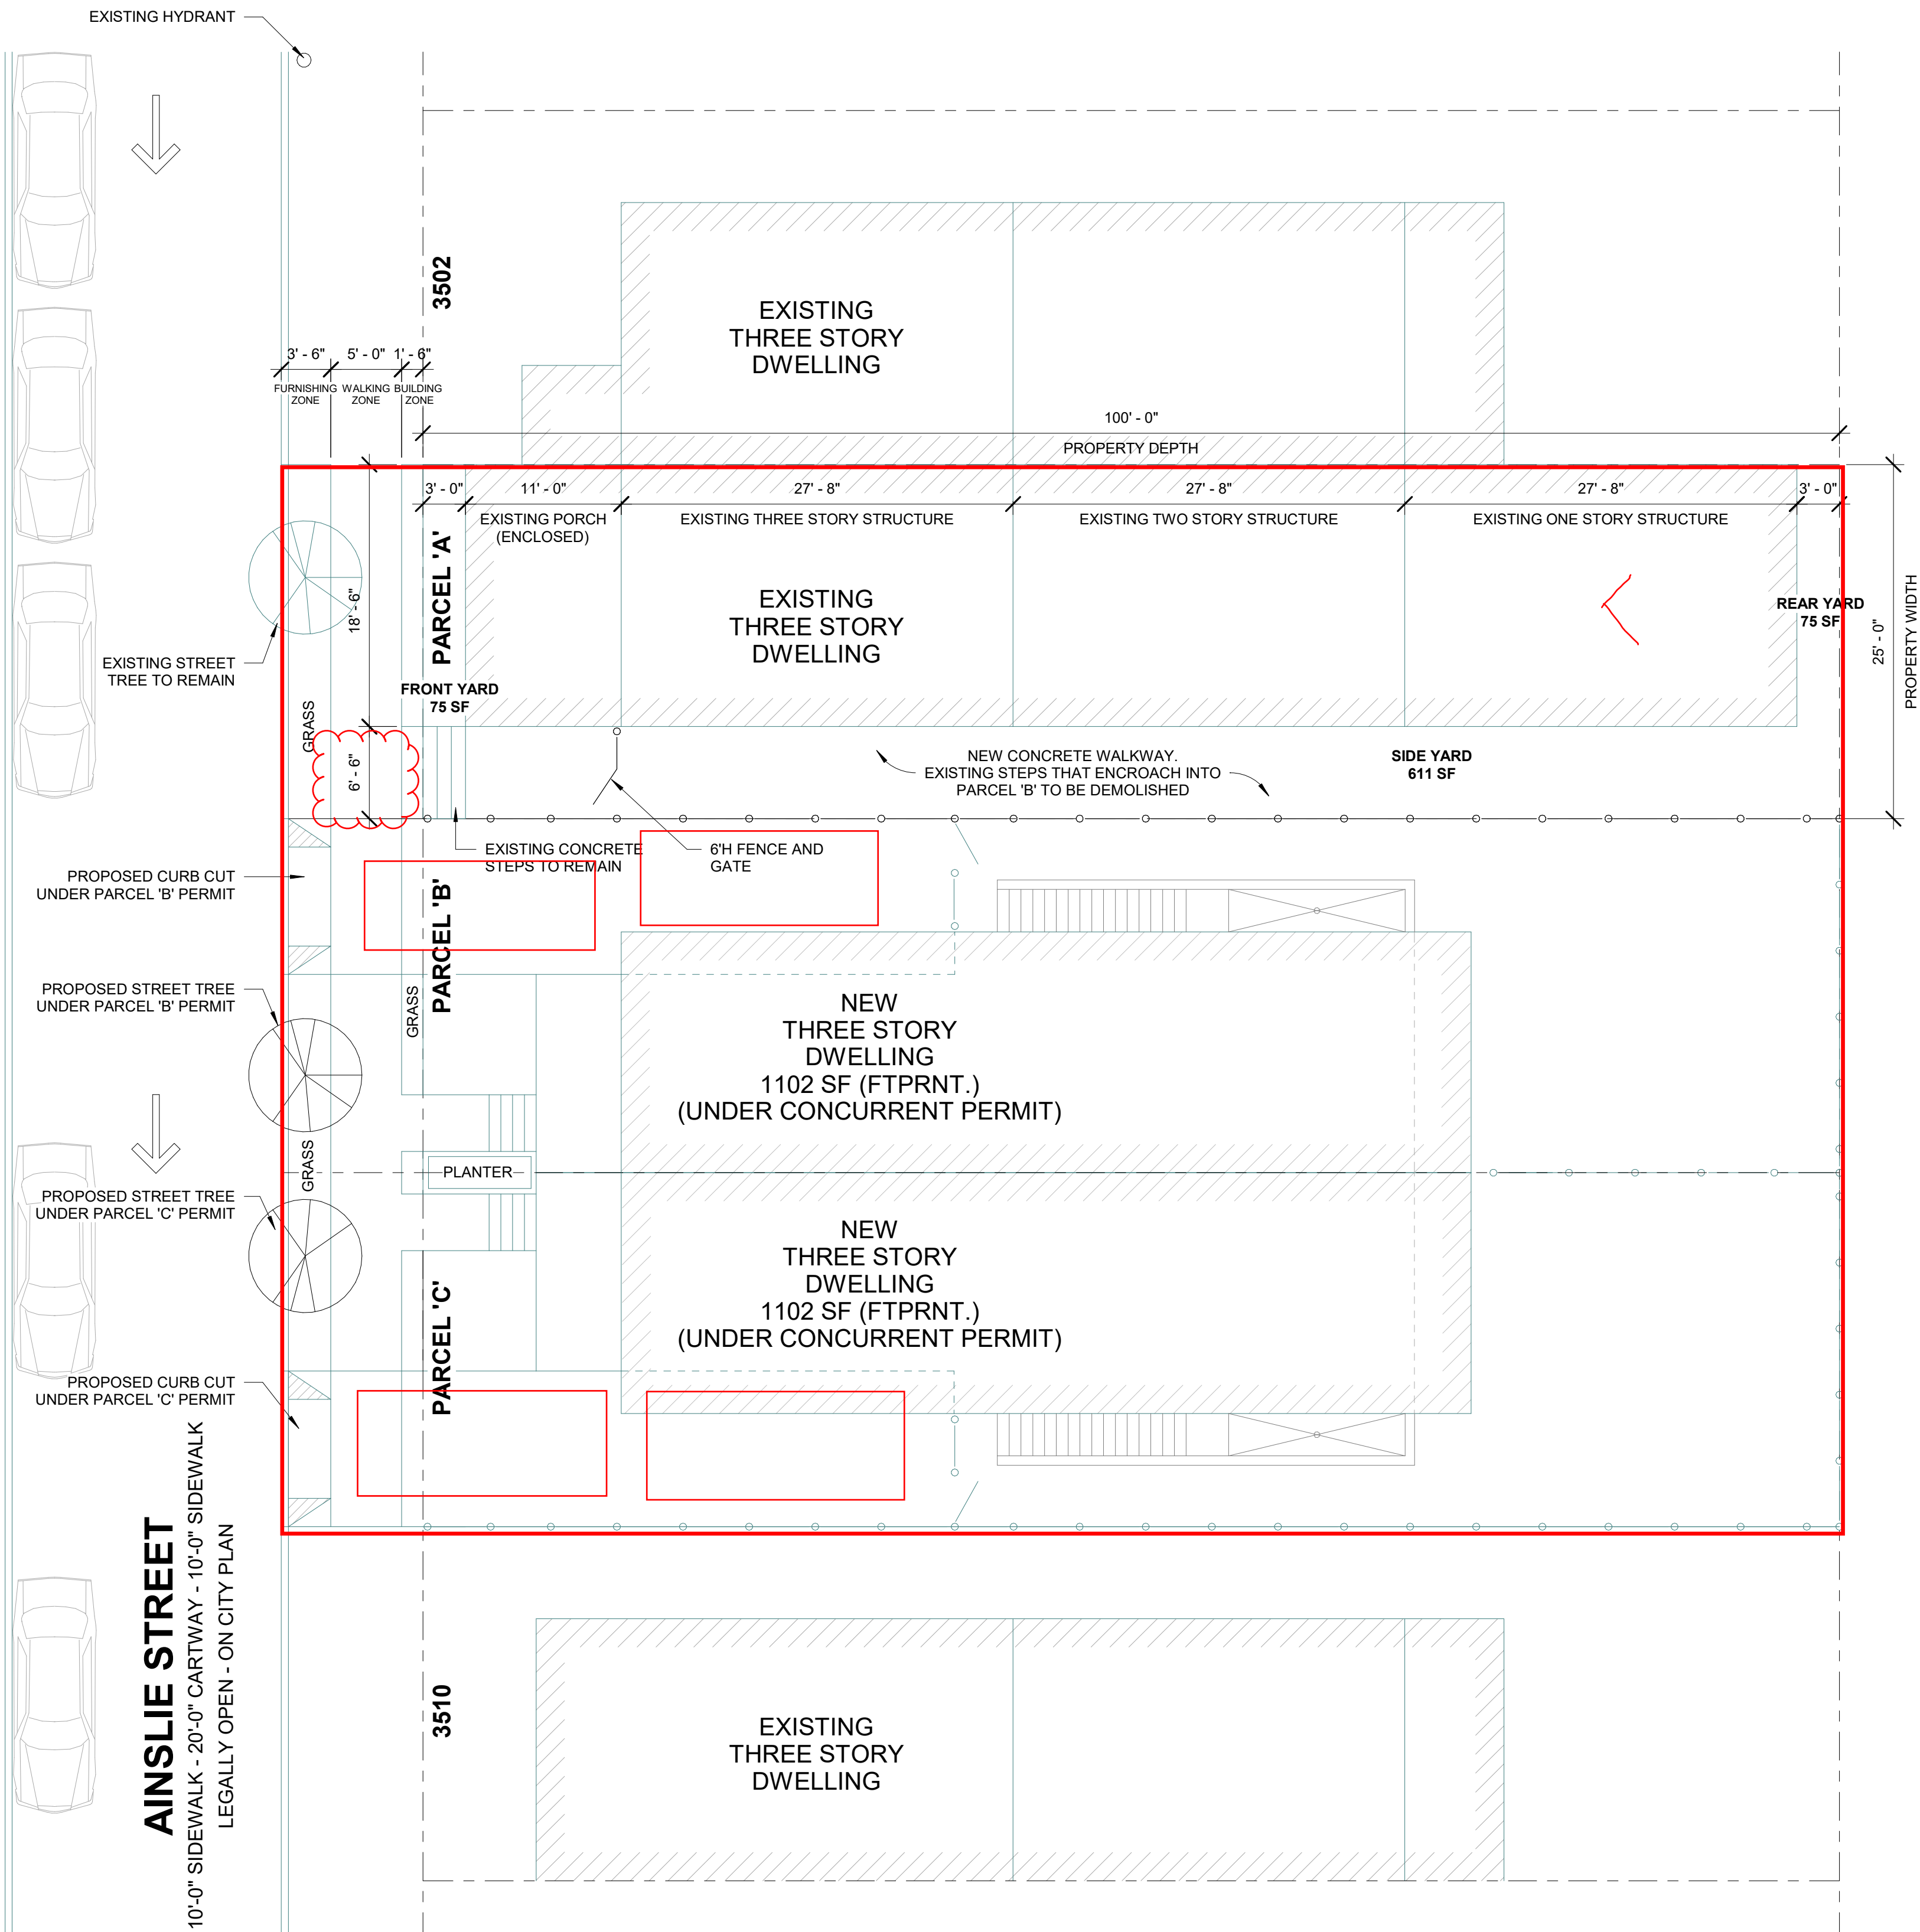 EXISTING HYDRANT
3502
EXISTING
THREE STORY
DWELLING
3' - 6"
5' - 0"
1' - 6"
FURNISHING
ZONE
WALKING
ZONE
BUILDING
ZONE
100' - 0"
PROPERTY DEPTH
3' - 0"
11' - 0"
27' - 8"
27' - 8"
27' - 8"
3' - 0"
EXISTING PORCH
(ENCLOSED)
EXISTING THREE STORY STRUCTURE
EXISTING TWO STORY STRUCTURE
EXISTING ONE STORY STRUCTURE
PARCEL 'A'
18' - 6"
EXISTING
THREE STORY
DWELLING
REAR YARD
75 SF
25' - 0"
PROPERTY WIDTH
EXISTING STREET
TREE TO REMAIN
FRONT YARD
75 SF
GRASS
6' - 6"
NEW CONCRETE WALKWAY.
EXISTING STEPS THAT ENCROACH INTO
PARCEL 'B' TO BE DEMOLISHED
SIDE YARD
611 SF
EXISTING CONCRETE
STEPS TO REMAIN
6'H FENCE AND
GATE
PROPOSED CURB CUT
UNDER PARCEL 'B' PERMIT
PARCEL 'B'
PROPOSED STREET TREE
UNDER PARCEL 'B' PERMIT
GRASS
NEW
THREE STORY
DWELLING
1102 SF (FTPRNT.)
(UNDER CONCURRENT PERMIT)
GRASS
PLANTER
PROPOSED STREET TREE
UNDER PARCEL 'C' PERMIT
NEW
THREE STORY
DWELLING
1102 SF (FTPRNT.)
(UNDER CONCURRENT PERMIT)
PARCEL 'C'
PROPOSED CURB CUT
UNDER PARCEL 'C' PERMIT
AINSLIE STREET
10'-0" SIDEWALK - 20'-0" CARTWAY - 10'-0" SIDEWALK
LEGALLY OPEN - ON CITY PLAN
3510
EXISTING
THREE STORY
DWELLING